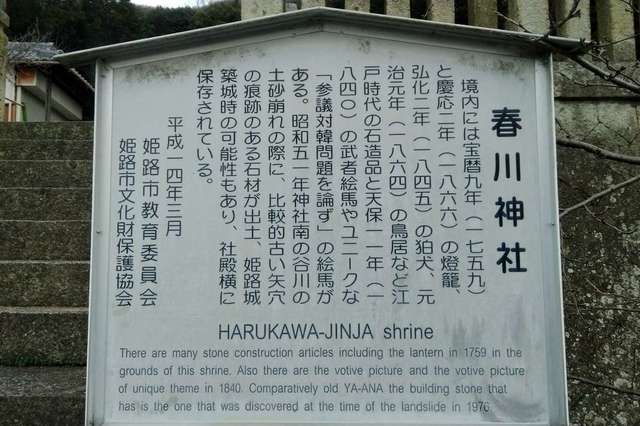 春川神社
境内には宝暦九年（一七五九）
と慶応二年（一八六六）の燈籠、
弘化二年（一八四五）の狛犬、元
治元年（一八六四）の鳥居など江
戸時代の石造品と天保一一年（一
八四〇）の武者絵馬やユニークな
「参議対韓問題を論ず」の絵馬が
ある。昭和五一年神社南の谷川の
土砂崩れの際に、比較的古い矢穴
の痕跡のある石材が出土、姫路城
築城時の可能性もあり、社殿横に
保存されている。
平成一四年三月
姫路市教育委員会
姫路市文化財保護協会
HARUKAWA-JINJA shrine
There are many stone construction articles including the lantern in 1759 in the
grounds of this shrine. Also there are the votive picture and the votive picture
of unique theme in 1840. Comparatively old YA-ANA the building stone that
has is the one that was discovered at the time of the landslide in 1976.